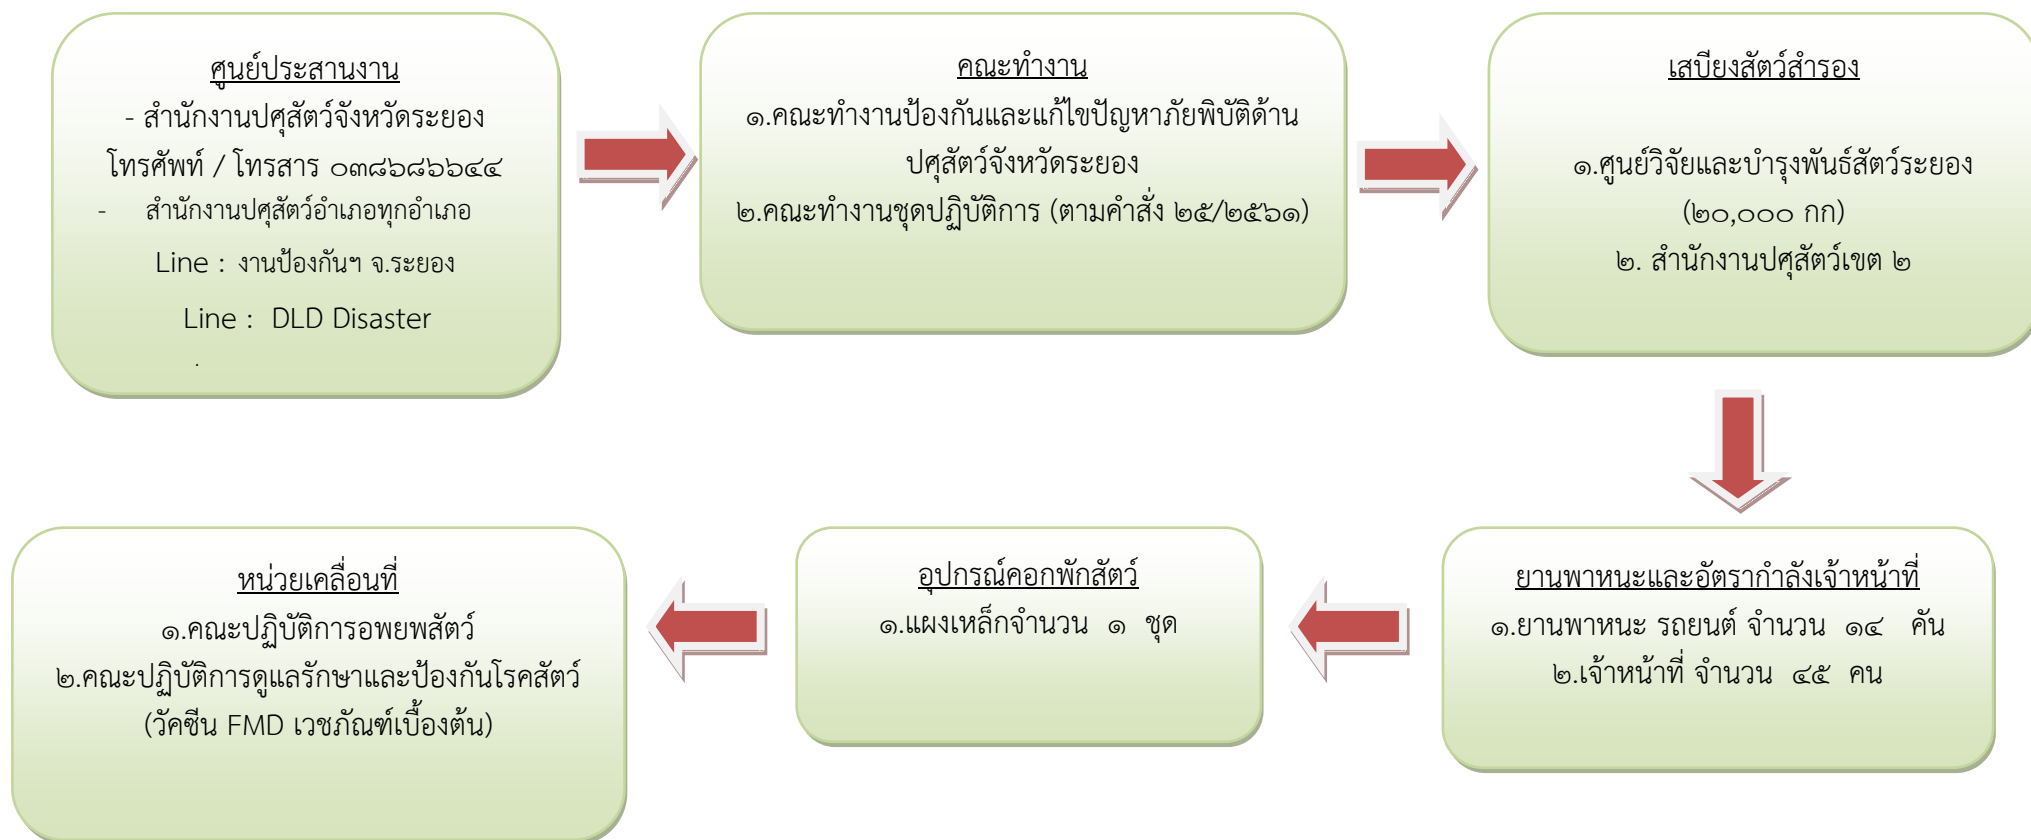 ศูนย์ประสานงาน
- สำนักงานปศุสัตว์จังหวัดระยอง
โทรศัพท์ / โทรสาร ๐๓๘๖๘๖๖๔๔
- สำนักงานปศุสัตว์อำเภอทุกอำเภอ
Line : งานป้องกันฯ จ.ระยอง
Line : DLD Disaster
.
คณะทำงาน
๑.คณะทำงานป้องกันและแก้ไขปัญหาภัยพิบัติด้าน
ปศุสัตว์จังหวัดระยอง
๒.คณะทำงานชุดปฏิบัติการ (ตามคำสั่ง ๒๕/๒๕๖๑)
เสบียงสัตว์สำรอง
๑.ศูนย์วิจัยและบำรุงพันธ์สัตว์ระยอง
(๒๐,๐๐๐ กก)
๒. สำนักงานปศุสัตว์เขต ๒
ยานพาหนะและอัตรากำลังเจ้าหน้าที่
๑.ยานพาหนะ รถยนต์ จำนวน ๑๔ คัน
๒.เจ้าหน้าที่ จำนวน ๔๕ คน
อุปกรณ์คอกพักสัตว์
๑.แผงเหล็กจำนวน ๑ ชุด
หน่วยเคลื่อนที่
๑.คณะปฏิบัติการอพยพสัตว์
๒.คณะปฏิบัติการดูแลรักษาและป้องกันโรคสัตว์
(วัคซีน FMD เวชภัณฑ์เบื้องต้น)